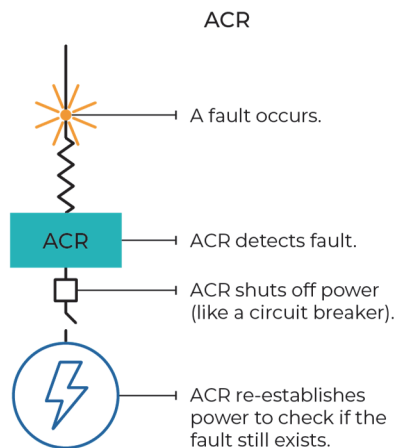 ACR
A fault occurs.
ACR
ACR detects fault.
ACR shuts off power
(like a circuit breaker).
ACR re-establishes
power to check if the
fault still exists.